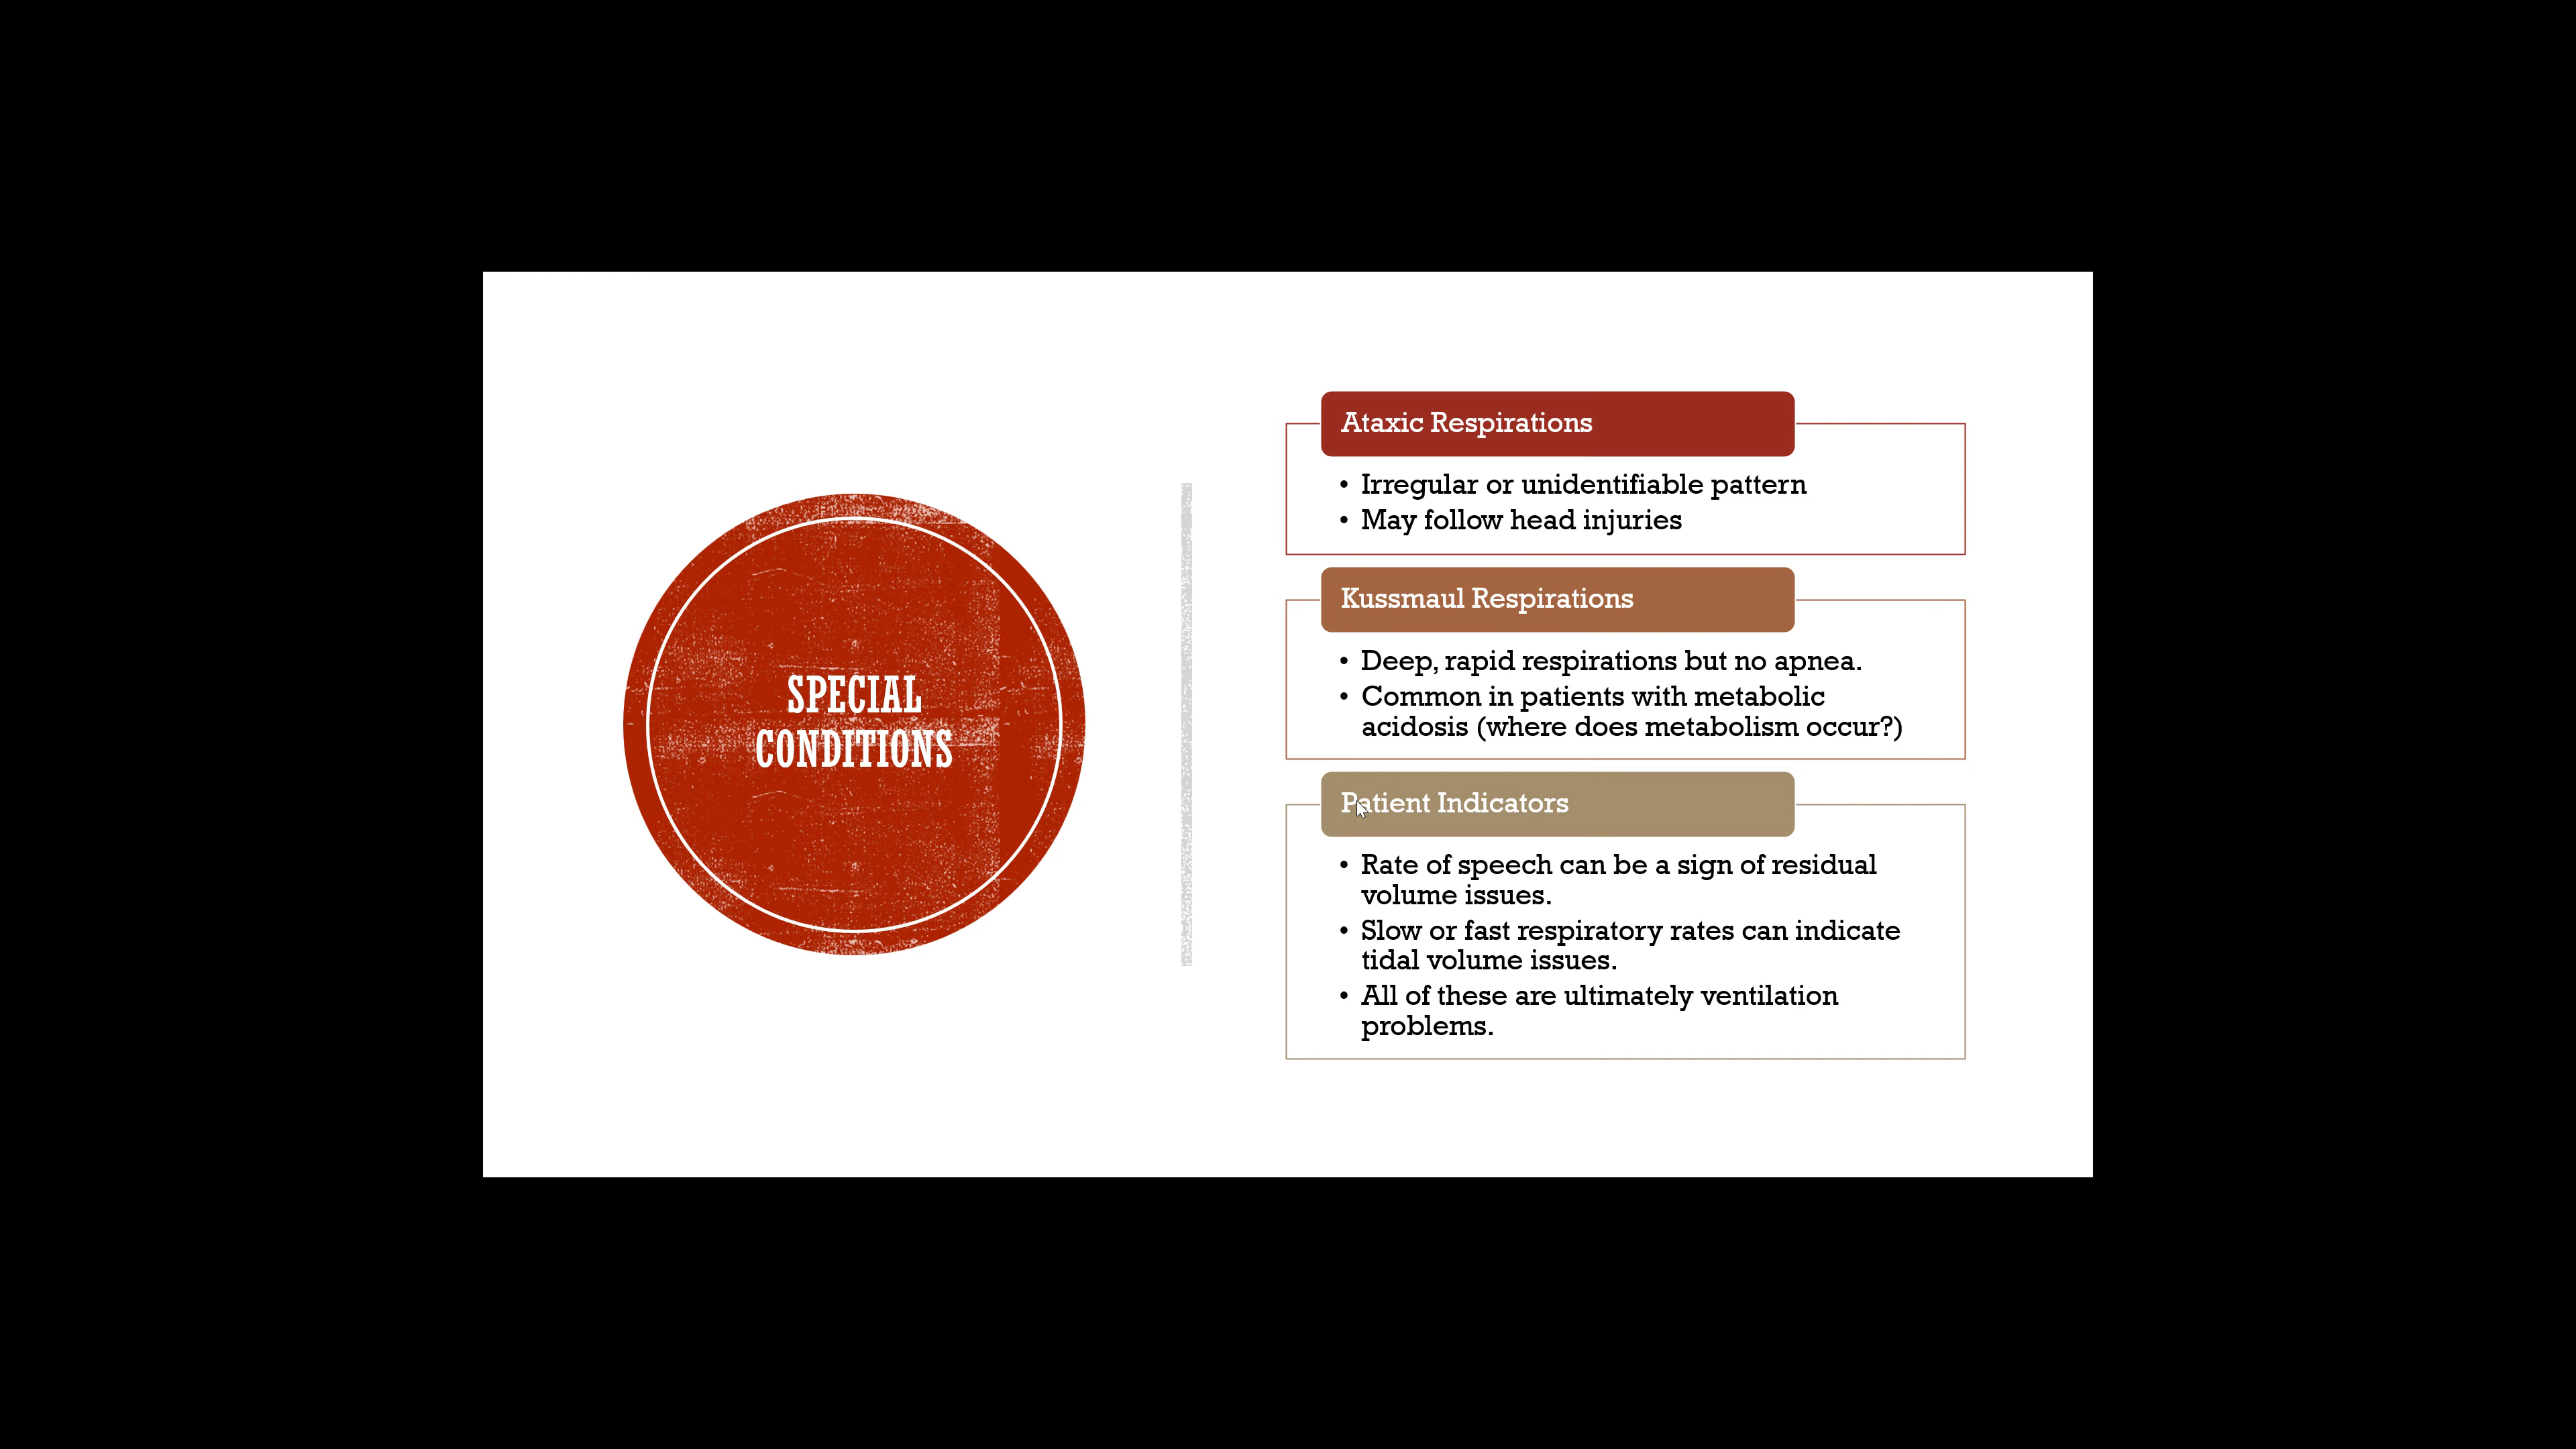 SPECIAL
CONDITIONS
Ataxic Respirations
• Irregular or unidentifiable pattern
• May follow head injuries
Kussmaul Respirations
• Deep, rapid respirations but no apnea.
• Common in patients with metabolic
acidosis (where does metabolism occur?)
Patient Indicators
• Rate of speech can be a sign of residual
volume issues.
• Slow or fast respiratory rates can indicate
tidal volume issues.
• All of these are ultimately ventilation
problems.